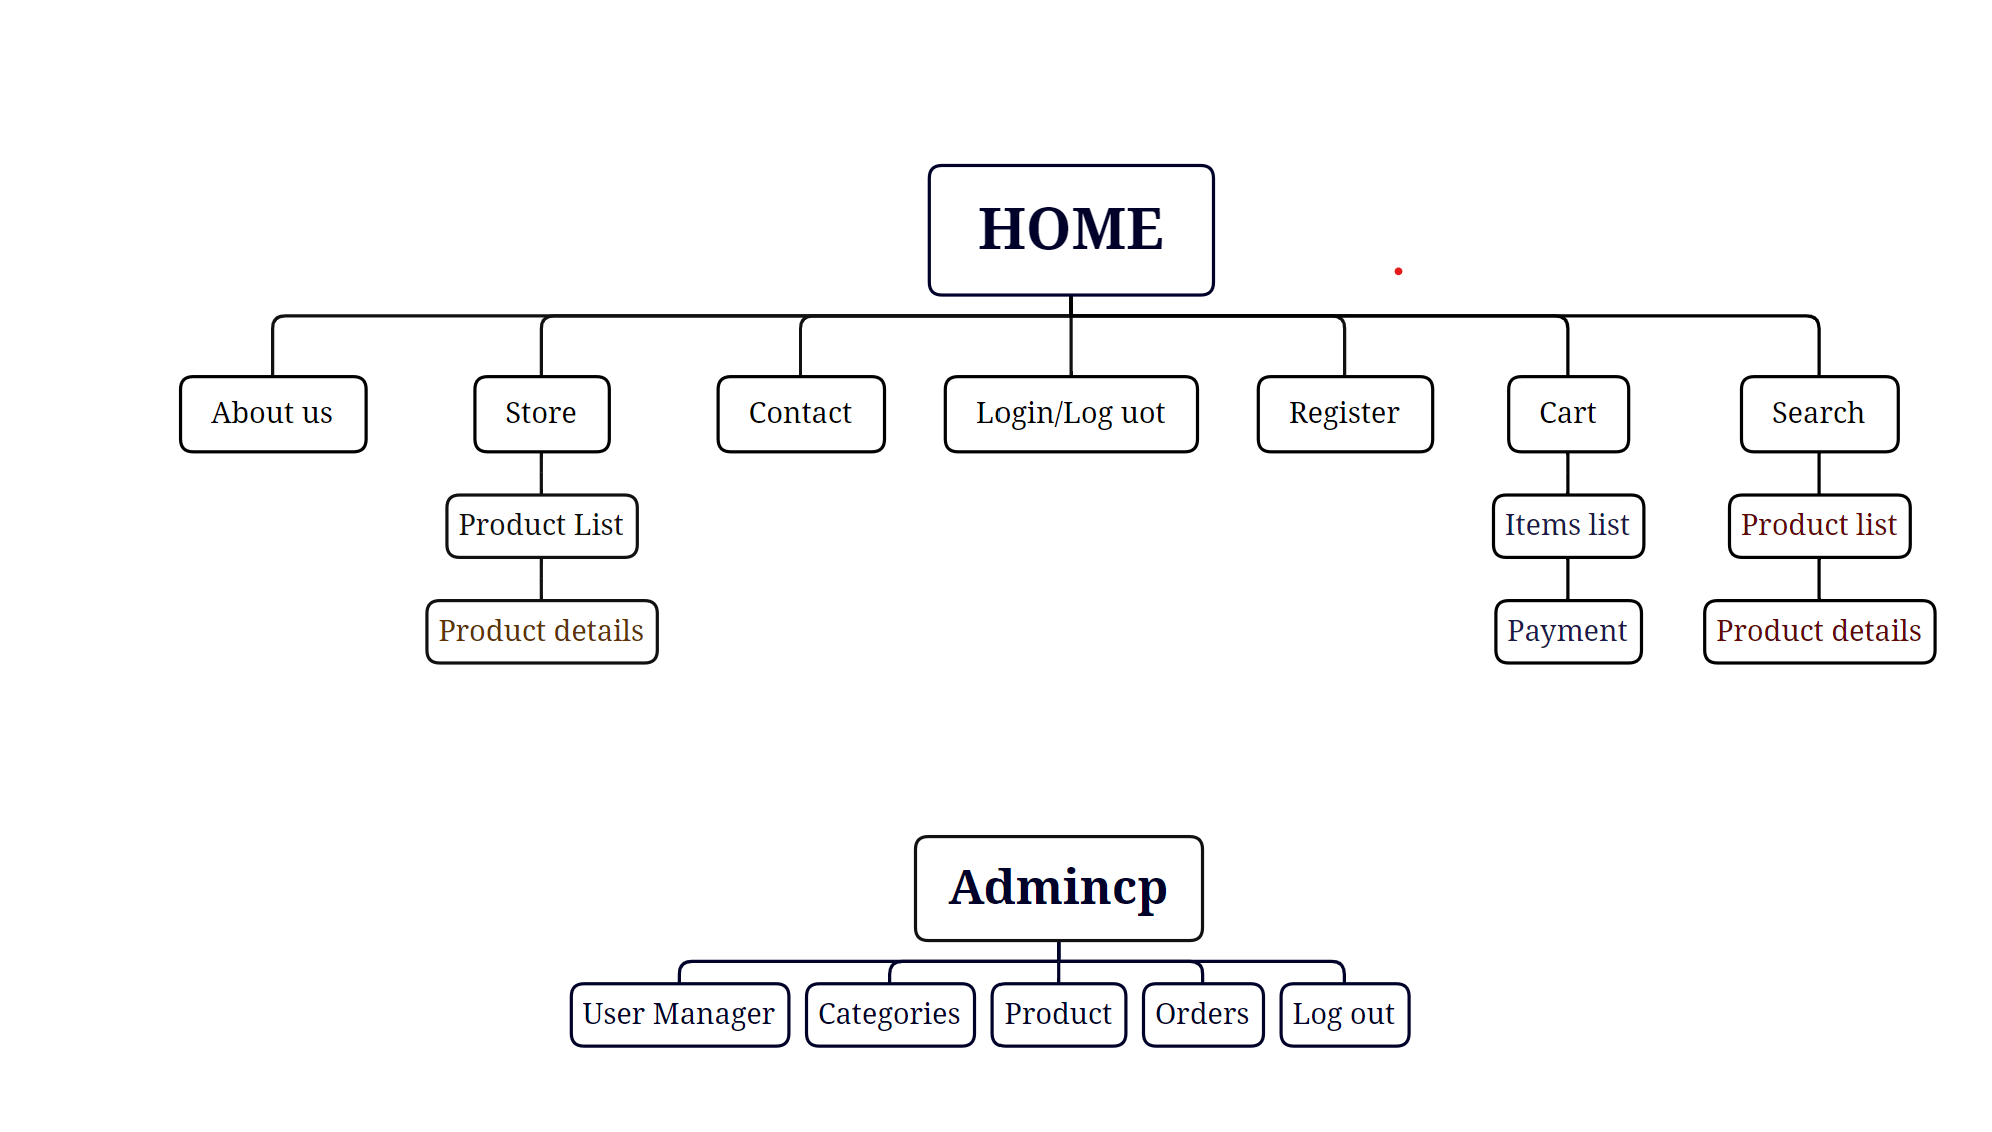 HOME
About us
Store
Contact
Login/Log uot
Register
Cart
Search
Product List
Items list
Product list
Product details
Payment
Product details
Admincp
User Manager
Categories
Product
Orders
Log out